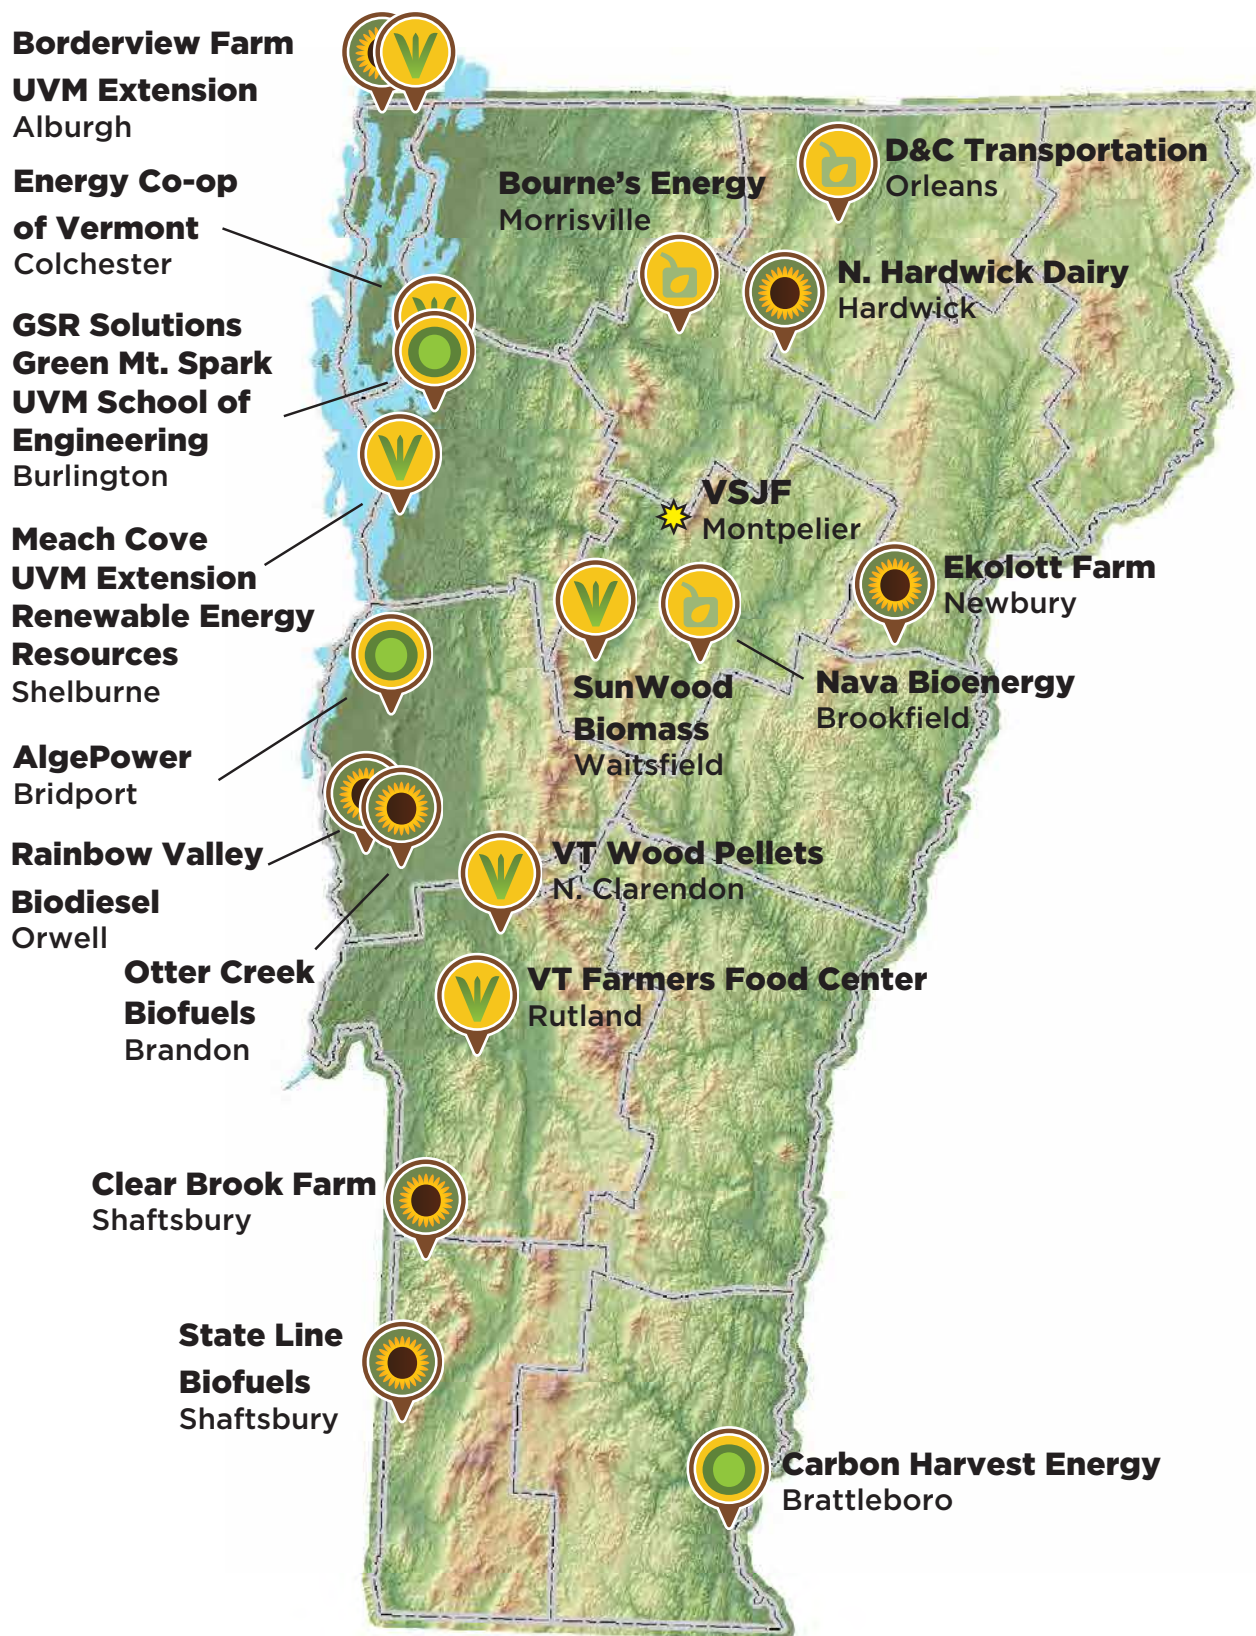 Borderview Farm
UVM Extension
Alburgh
Energy Co-op
of Vermont
Colchester
GSR Solutions
Green Mt. Spark
UVM School of
Engineering
Burlington
Meach Cove
UVM Extension
Renewable Energy
Resources
Shelburne
AlgePower
Bridport
Rainbow Valley
Biodiesel
Orwell
Otter Creek
Biofuels
Brandon
Clear Brook Farm
Shaftsbury
State Line
Biofuels
Shaftsbury
Bourne's Energy
Morrisville
D&C Transportation
Orleans
N. Hardwick Dairy
Hardwick
VSJF
Montpelier
Ekolott Farm
Newbury
SunWood
Biomass
Waitsfield
Nava Bioenergy
Brookfield
VT Wood Pellets
N. Clarendon
VT Farmers Food Center
Rutland
Carbon Harvest Energy
Brattleboro